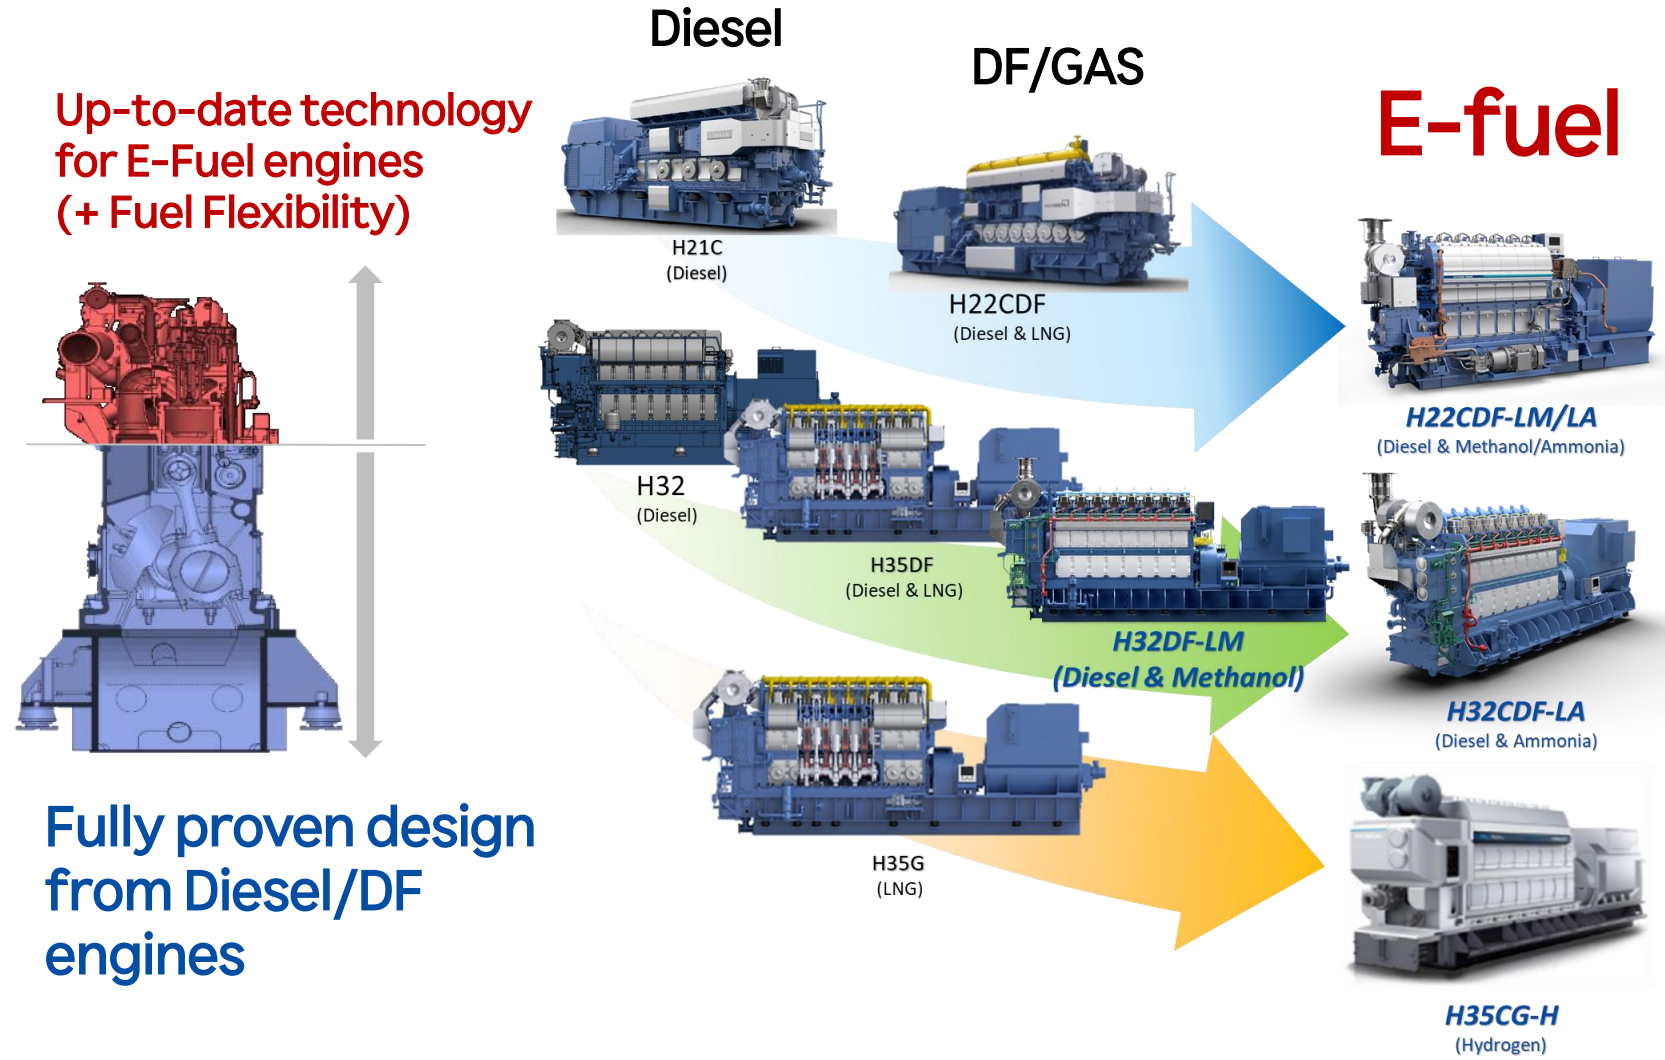 Diesel
DF/GAS
E-fuel
Up-to-date technology
for E-Fuel engines
(+ Fuel Flexibility)
H21C
(Diesel)
H22CDF
(Diesel & LNG)
H22CDF-LM/LA
(Diesel & Methanol/Ammonia)
H32
(Diesel)
H35DF
(Diesel & LNG)
H32DF-LM
(Diesel & Methanol)
H32CDF-LA
(Diesel & Ammonia)
Fully proven design
from Diesel/DF
engines
H35G
(LNG)
H35CG-H
(Hydrogen)